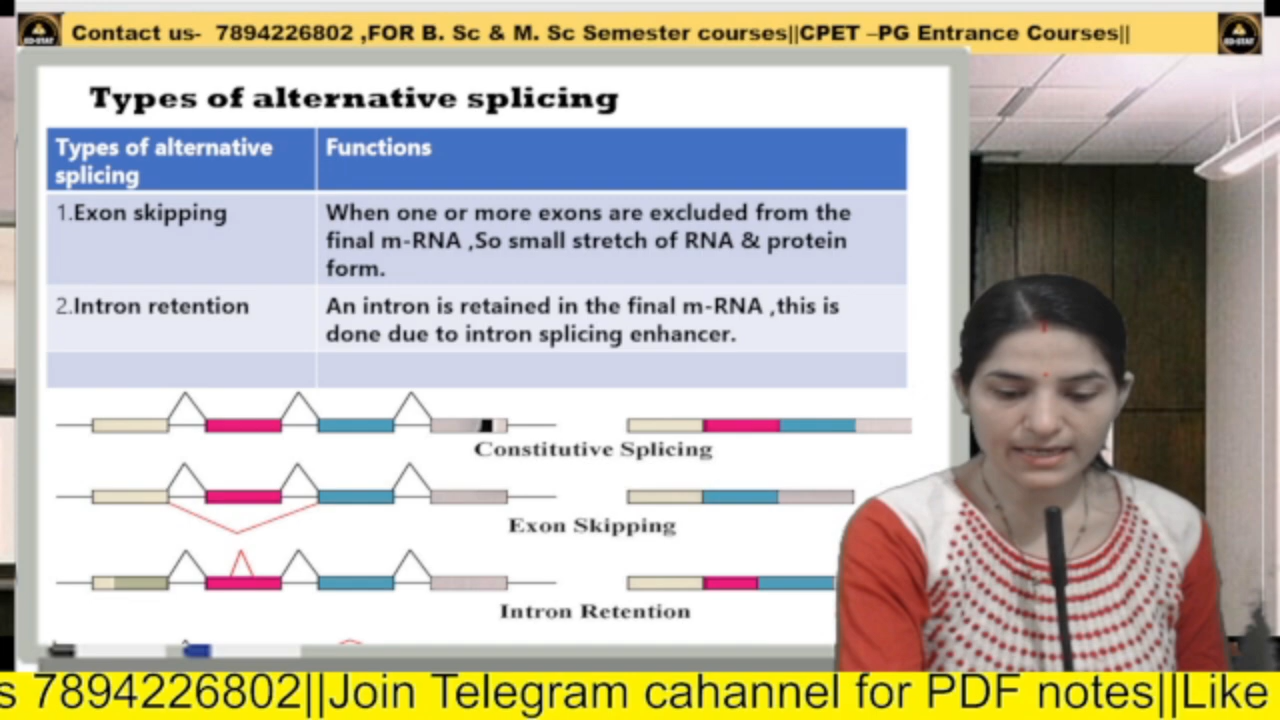 Contact us- 7894226802 ,FOR B. Sc & M. Sc Semester courses||CPET –PG Entrance Courses||
Types of alternative splicing
Types of alternative splicing
Functions
1.Exon skipping
When one or more exons are excluded from the
final m-RNA ,So small stretch of RNA & protein
form.
2.Intron retention
An intron is retained in the final m-RNA ,this is
done due to intron splicing enhancer.
Constitutive Splicing
Exon Skipping
Intron Retention
s 7894226802||Join Telegram cahannel for PDF notes||Like